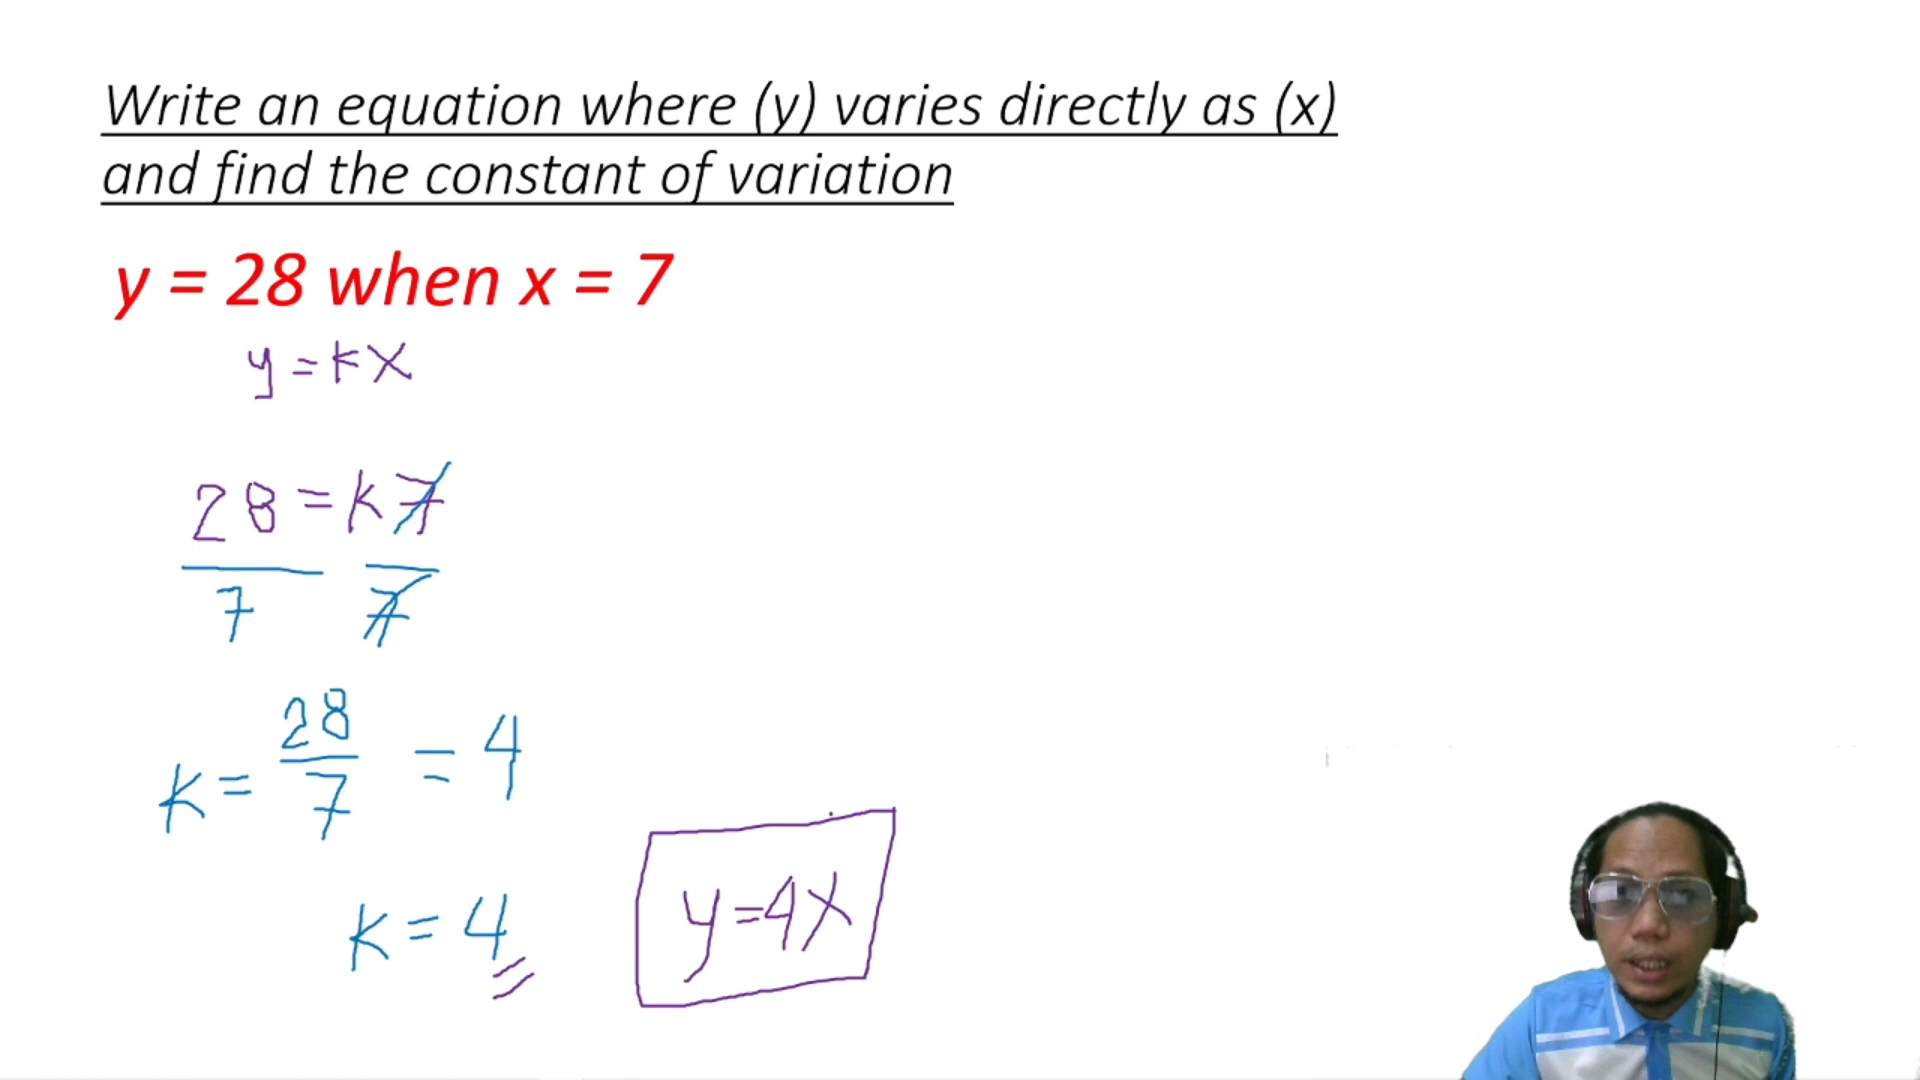 Write an equation where (y) varies directly as (x)
and find the constant of variation
y = 28 when x = 7
y = kx
28 = k7
7 7
k = 28/7 = 4
k = 4
y = 4x